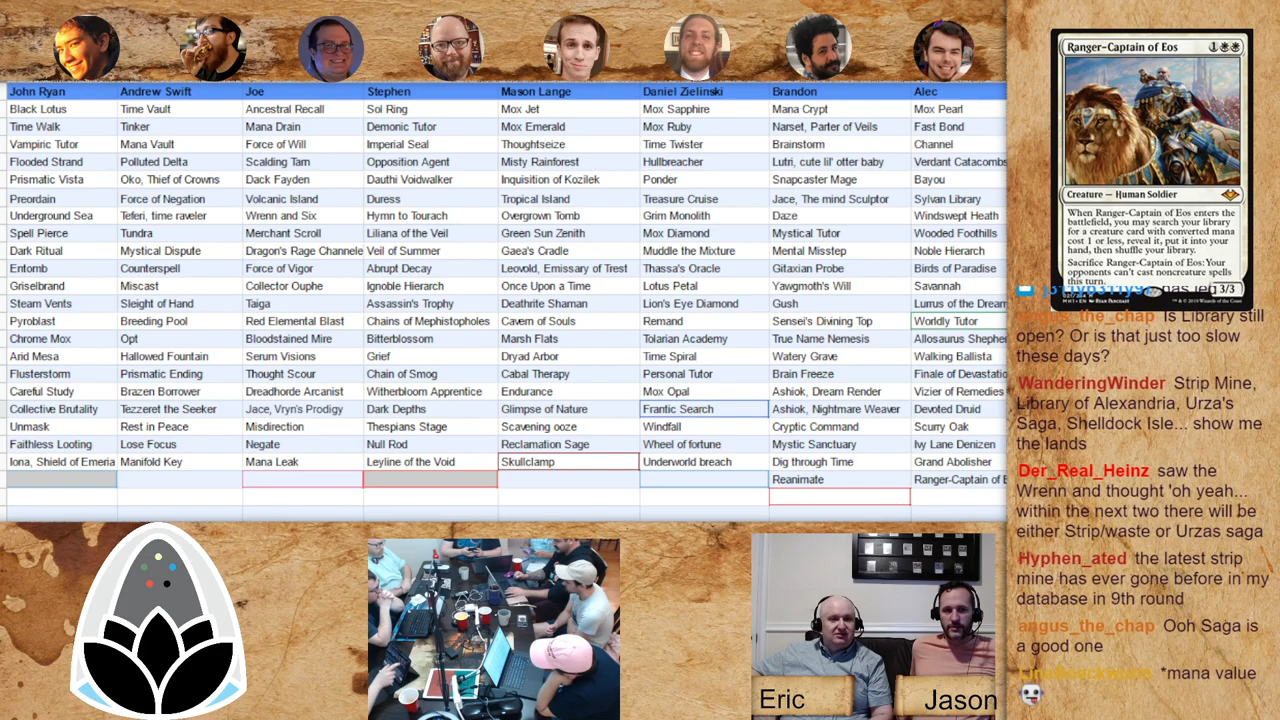 John Ryan Andrew Swift Joe Stephen Mason Lange Daniel Zielinski Brandon Alec
Black Lotus Time Vault Ancestral Recall Sol Ring Mox Jet Mox Sapphire Mana Crypt Mox Pearl
Time Walk Tinker Mana Drain Demonic Tutor Mox Emerald Mox Ruby Narset, Parter of Veils Fast Bond
Vampiric Tutor Mana Vault Force of Will Imperial Seal Thoughtseize Time Twister Brainstorm Channel
Flooded Strand Polluted Delta Scalding Tarn Opposition Agent Misty Rainforest Hullbreacher Lutri, cute lil' otter baby Verdant Catacombs
Prismatic Vista Oko, Thief of Crowns Dack Fayden Dauthi Voidwalker Inquisition of Kozilek Ponder Snapcaster Mage Bayou
Preordain Force of Negation Volcanic Island Duress Tropical Island Treasure Cruise Jace, The mind Sculptor Sylvan Library
Underground Sea Teferi, time raveler Wrenn and Six Hymn to Tourach Overgrown Tomb Grim Monolith Daze Windswept Heath
Spell Pierce Tundra Merchant Scroll Liliana of the Veil Green Sun Zenith Mox Diamond Mystical Tutor Wooded Foothills
Dark Ritual Mystical Dispute Dragon's Rage Channele Veil of Summer Gaea's Cradle Muddle the Mixture Mental Misstep Noble Hierarch
Entomb Counterspell Force of Vigor Abrupt Decay Leovold, Emissary of Trest Thassa's Oracle Gitaxian Probe Birds of Paradise
Griselbrand Miscast Collector Ouphe Ignoble Hierarch Once Upon a Time Lotus Petal Yawgmoth's Will Savannah
Steam Vents Sleight of Hand Taiga Assassin's Trophy Deathrite Shaman Lion's Eye Diamond Gush Lurrus of the Dream
Pyroblast Breeding Pool Red Elemental Blast Chains of Mephistopholes Cavern of Souls Remand Sensei's Divining Top Worldly Tutor
Chrome Mox Opt Bloodstained Mire Bitterblossom Marsh Flats Tolarian Academy True Name Nemesis Allosaurus Shepher
Arid Mesa Hallowed Fountain Serum Visions Grief Dryad Arbor Time Spiral Watery Grave Walking Ballista
Flusterstorm Prismatic Ending Thought Scour Chain of Smog Cabal Therapy Personal Tutor Brain Freeze Finale of Devastatio
Careful Study Brazen Borrower Dreadhorde Arcanist Witherbloom Apprentice Endurance Mox Opal Ashiok, Dream Render Vizier of Remedies
Collective Brutality Tezzeret the Seeker Jace, Vryn's Prodigy Dark Depths Glimpse of Nature Frantic Search Ashiok, Nightmare Weaver Devoted Druid
Unmask Rest in Peace Misdirection Thespians Stage Scavening ooze Windfall Cryptic Command Scurry Oak
Faithless Looting Lose Focus Negate Null Rod Reclamation Sage Wheel of fortune Mystic Sanctuary Ivy Lane Denizen
Iona, Shield of Emeria Manifold Key Mana Leak Leyline of the Void Skullclamp Underworld breach Dig through Time Grand Abolisher
Reanimate Ranger-Captain of E
Ranger-Captain of Eos 1
Creature — Human Soldier
When Ranger-Captain of Eos enters the
battlefield, you may search your library
for a creature card with converted mana
cost 1 or less, reveal it, put it into your
hand, then shuffle your library.
Sacrifice Ranger-Captain of Eos: Your
opponents can't cast noncreature spells
this turn.
3/3
has
angus_the_chap Is Library still
open? Or is that just too slow
these days?
WanderingWinder Strip Mine,
Library of Alexandria, Urza's
Saga, Shelldock Isle... show me
the lands
Der_Real_Heinz saw the
Wrenn and thought 'oh yeah...
within the next two there will be
either Strip/waste or Urzas saga
Hyphen_ated the latest strip
mine has ever gone before in my
database in 9th round
angus_the_chap Ooh Saga is
a good one
*mana value
Eric Jason